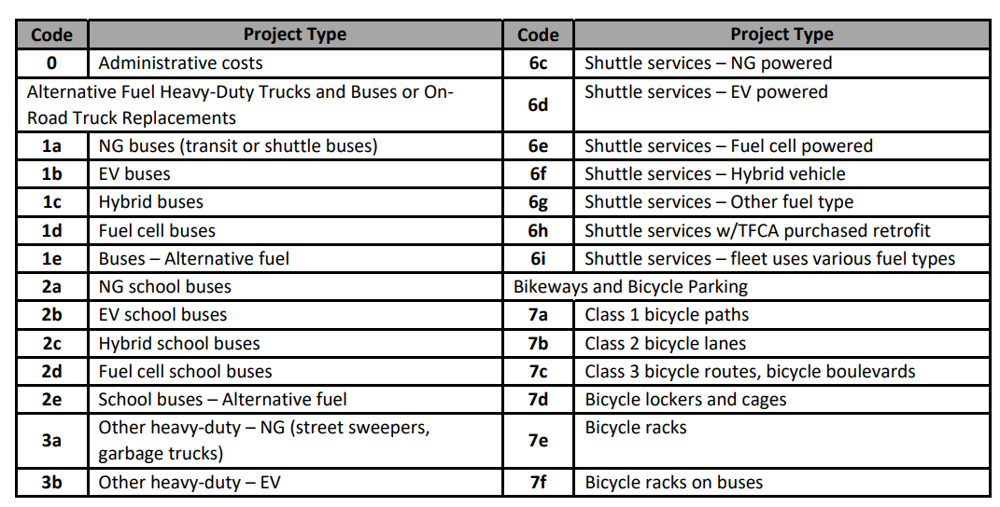 Code Project Type Code Project Type
0 Administrative costs 6c Shuttle services – NG powered
Alternative Fuel Heavy-Duty Trucks and Buses or On-
Road Truck Replacements
6d Shuttle services – EV powered
1a NG buses (transit or shuttle buses) 6e Shuttle services – Fuel cell powered
1b EV buses 6f Shuttle services – Hybrid vehicle
1c Hybrid buses 6g Shuttle services – Other fuel type
1d Fuel cell buses 6h Shuttle services w/TFCA purchased retrofit
1e Buses – Alternative fuel 6i Shuttle services – fleet uses various fuel types
2a NG school buses Bikeways and Bicycle Parking
2b EV school buses 7a Class 1 bicycle paths
2c Hybrid school buses 7b Class 2 bicycle lanes
2d Fuel cell school buses 7c Class 3 bicycle routes, bicycle boulevards
2e School buses – Alternative fuel 7d Bicycle lockers and cages
3a Other heavy-duty – NG (street sweepers,
garbage trucks)
7e Bicycle racks
3b Other heavy-duty – EV 7f Bicycle racks on buses